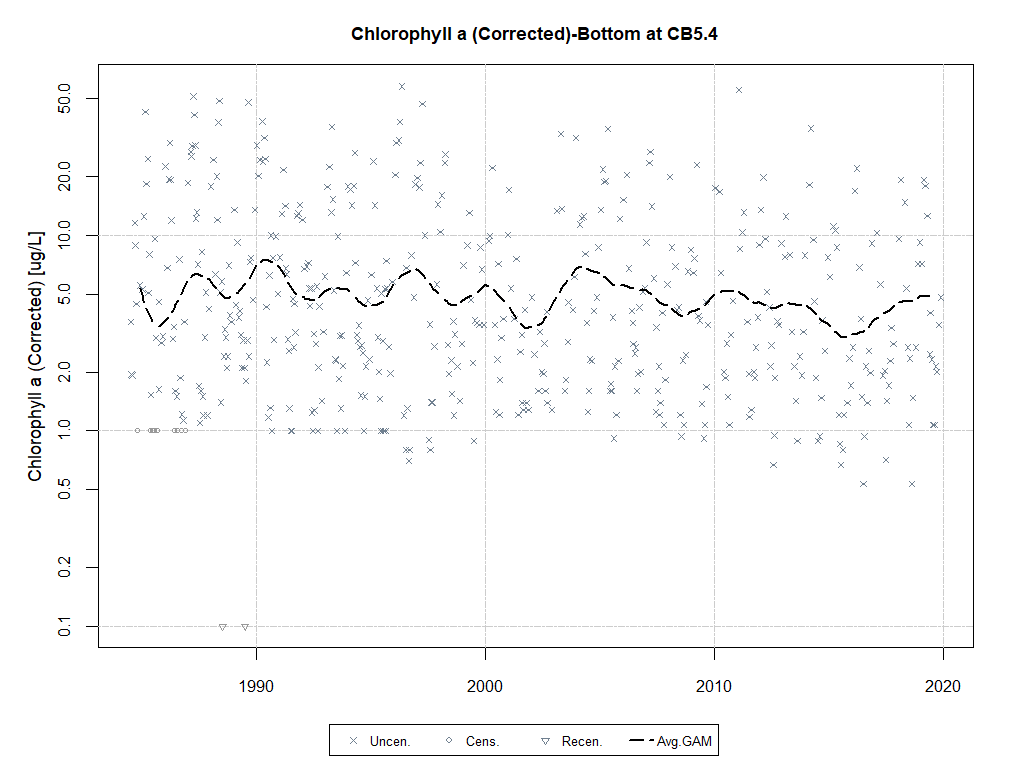 Chlorophyll a (Corrected)-Bottom at CB5.4
Chlorophyll a (Corrected) [ug/L]
50.0
20.0
10.0
5.0
2.0
1.0
0.5
0.2
0.1
1990 2000 2010 2020
Uncen. Cens. Recen. Avg.GAM